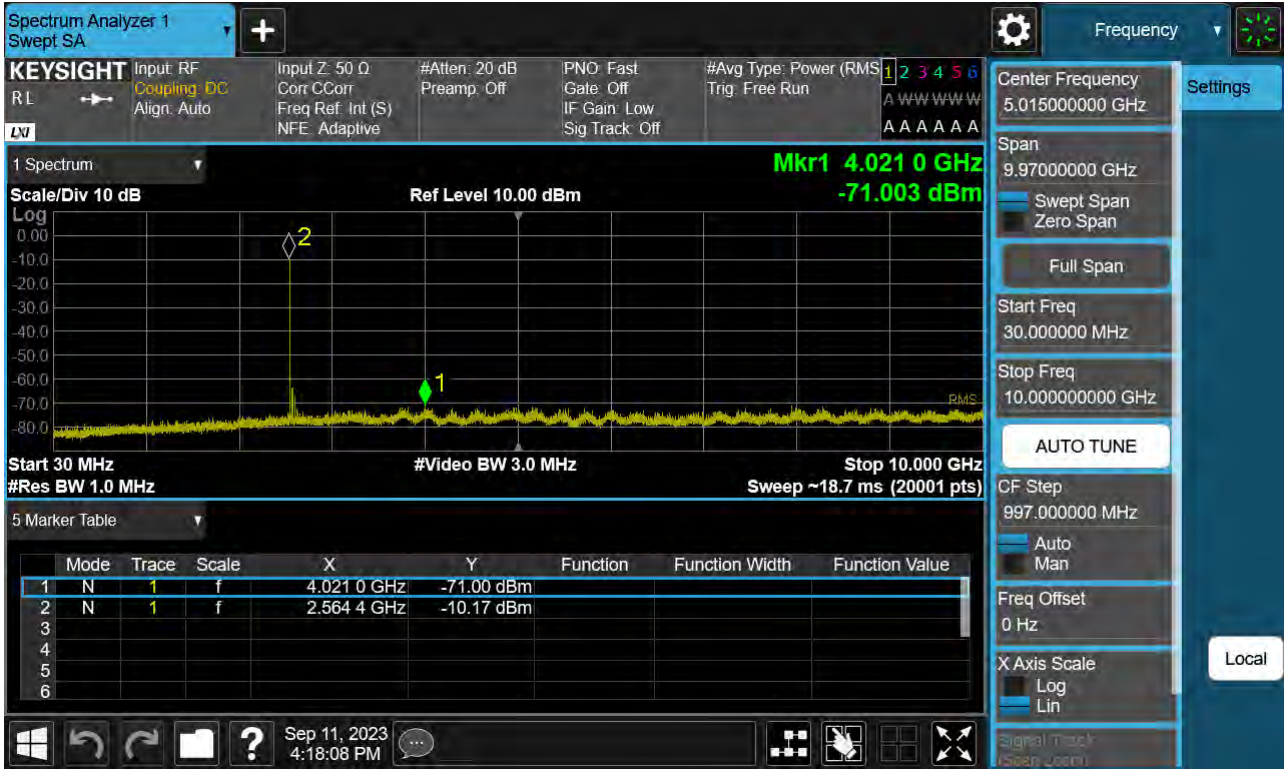 Spectrum Analyzer 1
Swept SA
+
Frequency
KEYSIGHT
RL
LXI
Input: RF
Coupling: DC
Align: Auto
Input Z: 50 Ω
Corr CCorr
Freq Ref: Int (S)
NFE: Adaptive
#Atten: 20 dB
Preamp: Off
PNO: Fast
Gate: Off
IF Gain: Low
Sig Track: Off
#Avg Type: Power (RMS
Trig: Free Run
1 2 3 4 5 6
A W W W W W
A A A A A A
1 Spectrum
Scale/Div 10 dB
Ref Level 10.00 dBm
Mkr1 4.021 0 GHz
-71.003 dBm
Log
0.00
-10.0
-20.0
-30.0
-40.0
-50.0
-60.0
-70.0
-80.0
2
1
RMS
Start 30 MHz
#Video BW 3.0 MHz
Stop 10.000 GHz
#Res BW 1.0 MHz
Sweep ~18.7 ms (20001 pts)
5 Marker Table
Mode Trace Scale X Y Function Function Width Function Value
1 N 1 f 4.021 0 GHz -71.00 dBm
2 N 1 f 2.564 4 GHz -10.17 dBm
3
4
5
6
?
Sep 11, 2023
4:18:08 PM
Center Frequency
5.015000000 GHz
Settings
Span
9.97000000 GHz
Swept Span
Zero Span
Full Span
Start Freq
30.000000 MHz
Stop Freq
10.000000000 GHz
AUTO TUNE
CF Step
997.000000 MHz
Auto
Man
Freq Offset
0 Hz
X Axis Scale
Log
Lin
Local
Signal Track
(Span Zoom)